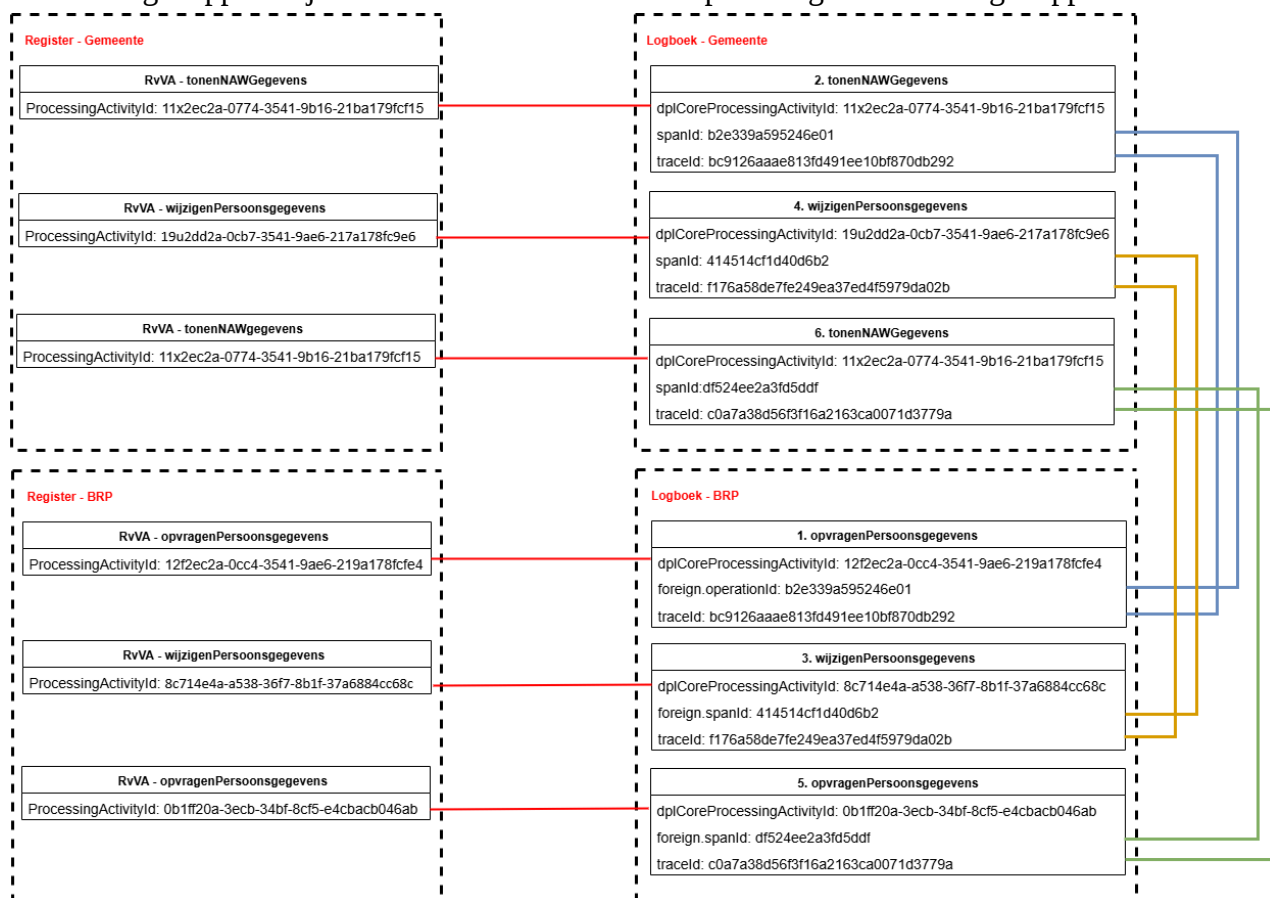 Register - Gemeente
RvVA - tonenNAWGegevens
ProcessingActivityId: 11x2ec2a-0774-3541-9b16-21ba179fcf15
RvVA - wijzigenPersoonsgegevens
ProcessingActivityId: 19u2dd2a-0cb7-3541-9ae6-217a178fc9e6
RvVA - tonenNAWgegevens
ProcessingActivityId: 11x2ec2a-0774-3541-9b16-21ba179fcf15
Logboek - Gemeente
2. tonenNAWGegevens
dplCoreProcessingActivityId: 11x2ec2a-0774-3541-9b16-21ba179fcf15
spanId: b2e339a595246e01
traceId: bc9126aaae813fd491ee10bf870db292
4. wijzigenPersoonsgegevens
dplCoreProcessingActivityId: 19u2dd2a-0cb7-3541-9ae6-217a178fc9e6
spanId: 414514cf1d40d6b2
traceId: f176a58de7fe249ea37ed4f5979da02b
6. tonenNAWGegevens
dplCoreProcessingActivityId: 11x2ec2a-0774-3541-9b16-21ba179fcf15
spanId:df524ee2a3fd5ddf
traceId: c0a7a38d56f3f16a2163ca0071d3779a
Register - BRP
RvVA - opvragenPersoonsgegevens
ProcessingActivityId: 12f2ec2a-0cc4-3541-9ae6-219a178fcfe4
RvVA - wijzigenPersoonsgegevens
ProcessingActivityId: 8c714e4a-a538-36f7-8b1f-37a6884cc68c
RvVA - opvragenPersoonsgegevens
ProcessingActivityId: 0b1ff20a-3ecb-34bf-8cf5-e4cbacb046ab
Logboek - BRP
1. opvragenPersoonsgegevens
dplCoreProcessingActivityId: 12f2ec2a-0cc4-3541-9ae6-219a178fcfe4
foreign.operationId: b2e339a595246e01
traceId: bc9126aaae813fd491ee10bf870db292
3. wijzigenPersoonsgegevens
dplCoreProcessingActivityId: 8c714e4a-a538-36f7-8b1f-37a6884cc68c
foreign.spanId: 414514cf1d40d6b2
traceId: f176a58de7fe249ea37ed4f5979da02b
5. opvragenPersoonsgegevens
dplCoreProcessingActivityId: 0b1ff20a-3ecb-34bf-8cf5-e4cbacb046ab
foreign.spanId: df524ee2a3fd5ddf
traceId: c0a7a38d56f3f16a2163ca0071d3779a